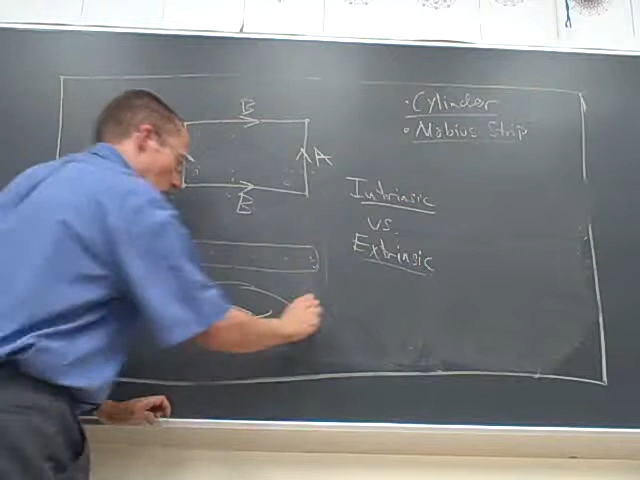 B
A
B
· Cylinder
· Mobius Strip
Intrinsic
vs.
Extrinsic